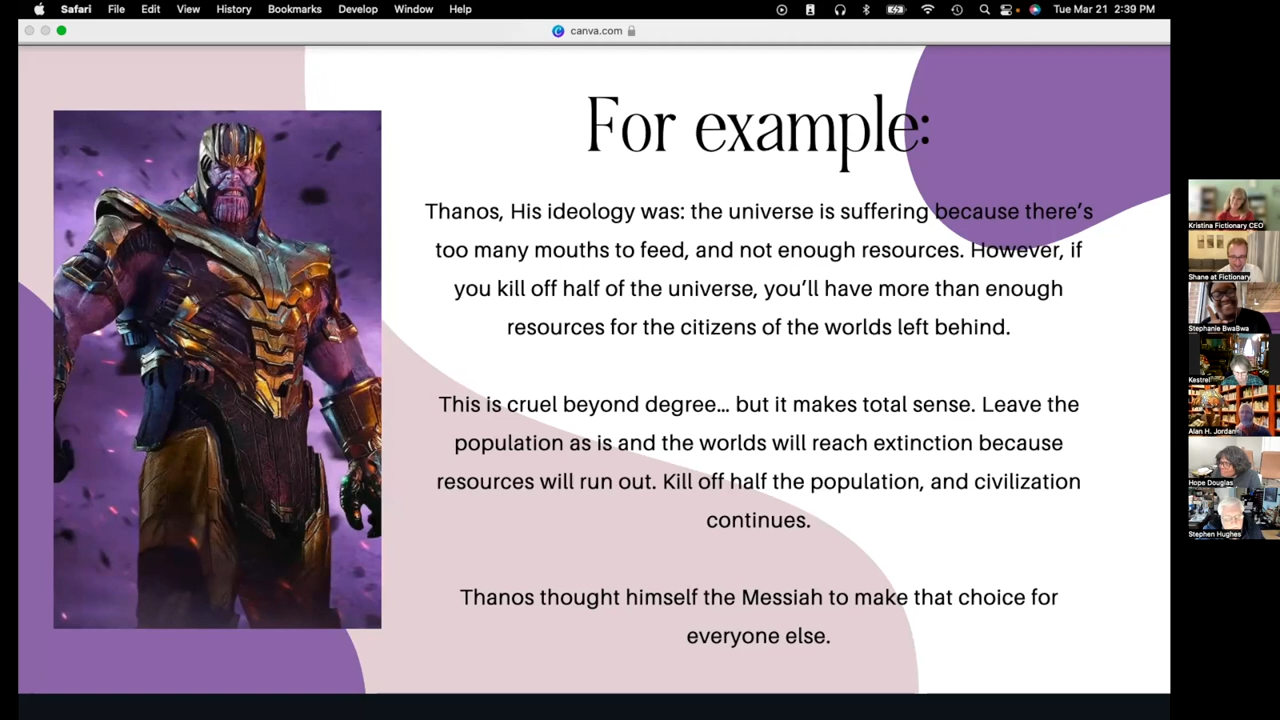 Safari File Edit View History Bookmarks Develop Window Help Tue Mar 21 2:39 PM
canva.com
For example:
Thanos, His ideology was: the universe is suffering because there’s
too many mouths to feed, and not enough resources. However, if
you kill off half of the universe, you’ll have more than enough
resources for the citizens of the worlds left behind.
This is cruel beyond degree... but it makes total sense. Leave the
population as is and the worlds will reach extinction because
resources will run out. Kill off half the population, and civilization
continues.
Thanos thought himself the Messiah to make that choice for
everyone else.
Kristina Fictionary CEO
Shane at Fictionary
Stephanie BwaBwa
Kestrel
Alan H. Jordan
Hope Douglas
Stephen Hughes